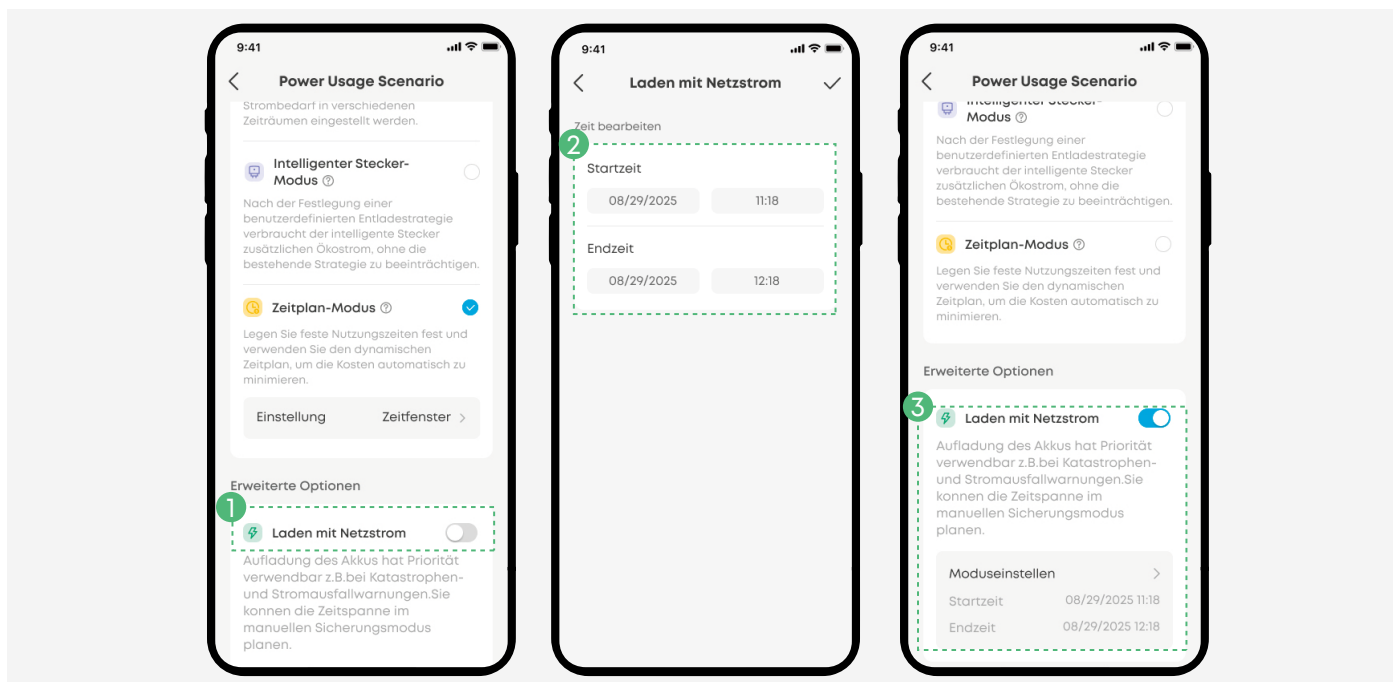 9:41
Power Usage Scenario
Strombedarf in verschiedenen
Zeiträumen eingestellt werden.
Intelligenter Stecker-
Modus
Nach der Festlegung einer
benutzerdefinierten Entladestrategie
verbraucht der intelligente Stecker
zusätzlichen Ökostrom, ohne die
bestehende Strategie zu beeinträchtigen.
Zeitplan-Modus
Legen Sie feste Nutzungszeiten fest und
verwenden Sie den dynamischen
Zeitplan, um die Kosten automatisch zu
minimieren.
Einstellung Zeitfenster
Erweiterte Optionen
1
Laden mit Netzstrom
Aufladung des Akkus hat Priorität
verwendbar z.B.bei Katastrophen-
und Stromausfallwarnungen.Sie
konnen die Zeitspanne im
manuellen Sicherungsmodus
planen.
9:41
Laden mit Netzstrom
Zeit bearbeiten
2
Startzeit
08/29/2025 11:18
Endzeit
08/29/2025 12:18
9:41
Power Usage Scenario
Intelligenter Stecker-
Modus
Nach der Festlegung einer
benutzerdefinierten Entladestrategie
verbraucht der intelligente Stecker
zusätzlichen Ökostrom, ohne die
bestehende Strategie zu beeinträchtigen.
Zeitplan-Modus
Legen Sie feste Nutzungszeiten fest und
verwenden Sie den dynamischen
Zeitplan, um die Kosten automatisch zu
minimieren.
Erweiterte Optionen
3
Laden mit Netzstrom
Aufladung des Akkus hat Priorität
verwendbar z.B.bei Katastrophen-
und Stromausfallwarnungen.Sie
konnen die Zeitspanne im
manuellen Sicherungsmodus
planen.
Moduseinstellen
Startzeit 08/29/2025 11:18
Endzeit 08/29/2025 12:18